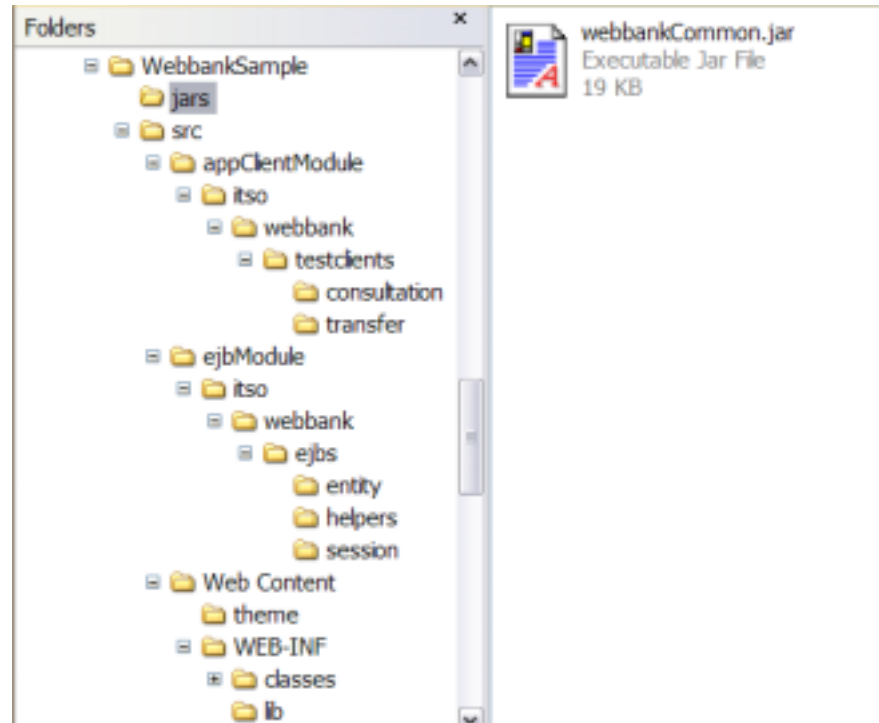 Folders
WebbankSample
jars
src
appClientModule
itso
webbank
testclients
consultation
transfer
ejbModule
itso
webbank
ejbs
entity
helpers
session
Web Content
theme
WEB-INF
classes
lib
webbankCommon.jar
Executable Jar File
19 KB